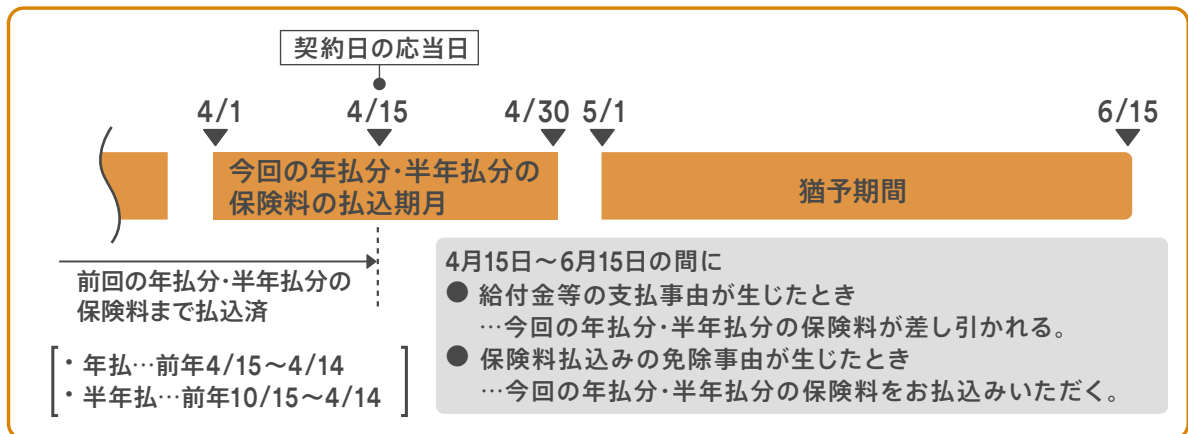 契約日の応当日
4/1
4/15
4/30
5/1
6/15
今回の年払分・半年払分の
保険料の払込期月
猶予期間
前回の年払分・半年払分の
保険料まで払込済
・ 年払…前年4/15～4/14
・ 半年払…前年10/15～4/14
4月15日～6月15日の間に
● 給付金等の支払事由が生じたとき
…今回の年払分・半年払分の保険料が差し引かれる。
● 保険料払込みの免除事由が生じたとき
…今回の年払分・半年払分の保険料をお払込みいただく。